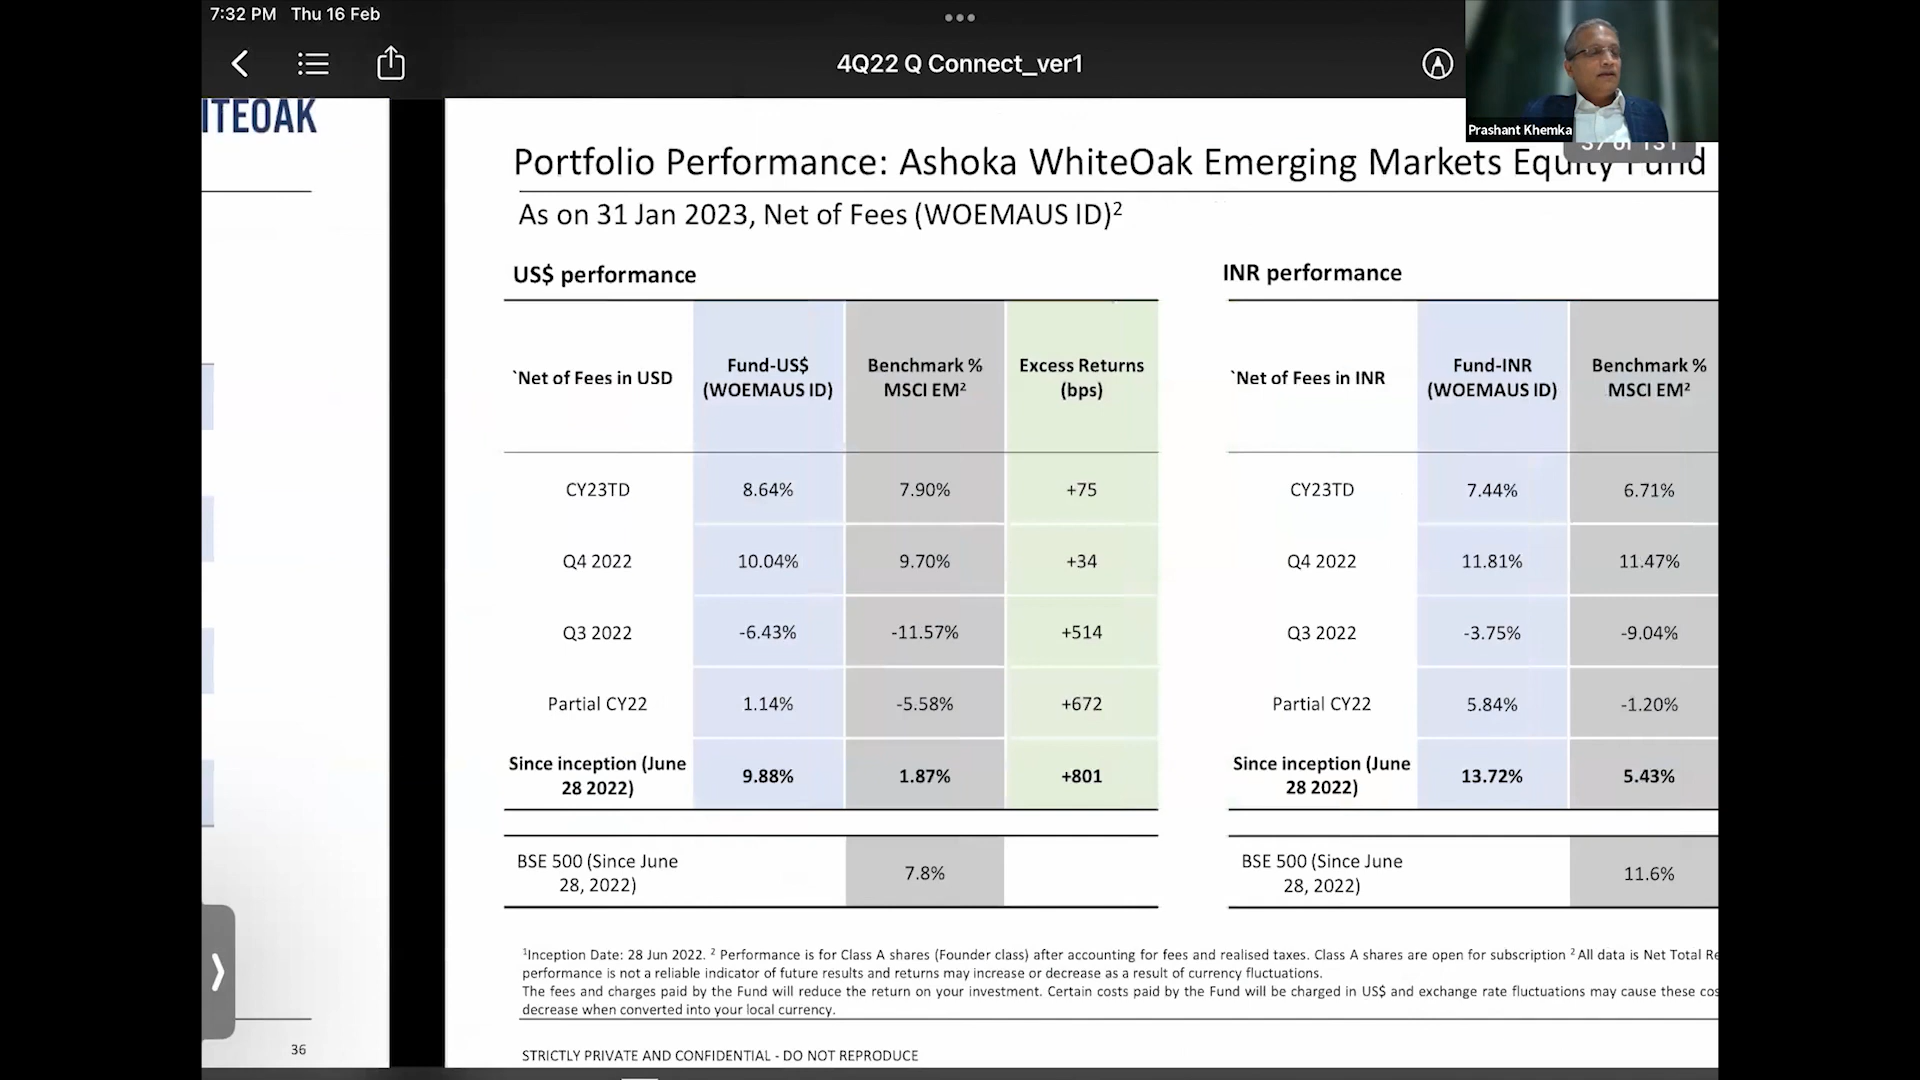 7:32 PM Thu 16 Feb
4Q22 Q Connect_ver1
Prashant Khemka
37 of 131
ITEOAK
Portfolio Performance: Ashoka WhiteOak Emerging Markets Equity Fund
As on 31 Jan 2023, Net of Fees (WOEMAUS ID)²
US$ performance
`Net of Fees in USD Fund-US$ (WOEMAUS ID) Benchmark % MSCI EM² Excess Returns (bps)
CY23TD 8.64% 7.90% +75
Q4 2022 10.04% 9.70% +34
Q3 2022 -6.43% -11.57% +514
Partial CY22 1.14% -5.58% +672
Since inception (June 28 2022) 9.88% 1.87% +801
BSE 500 (Since June 28, 2022) 7.8%
INR performance
`Net of Fees in INR Fund-INR (WOEMAUS ID) Benchmark % MSCI EM²
CY23TD 7.44% 6.71%
Q4 2022 11.81% 11.47%
Q3 2022 -3.75% -9.04%
Partial CY22 5.84% -1.20%
Since inception (June 28 2022) 13.72% 5.43%
BSE 500 (Since June 28, 2022) 11.6%
¹Inception Date: 28 Jun 2022. ² Performance is for Class A shares (Founder class) after accounting for fees and realised taxes. Class A shares are open for subscription ² All data is Net Total Re
performance is not a reliable indicator of future results and returns may increase or decrease as a result of currency fluctuations.
The fees and charges paid by the Fund will reduce the return on your investment. Certain costs paid by the Fund will be charged in US$ and exchange rate fluctuations may cause these cos
decrease when converted into your local currency.
STRICTLY PRIVATE AND CONFIDENTIAL - DO NOT REPRODUCE
36